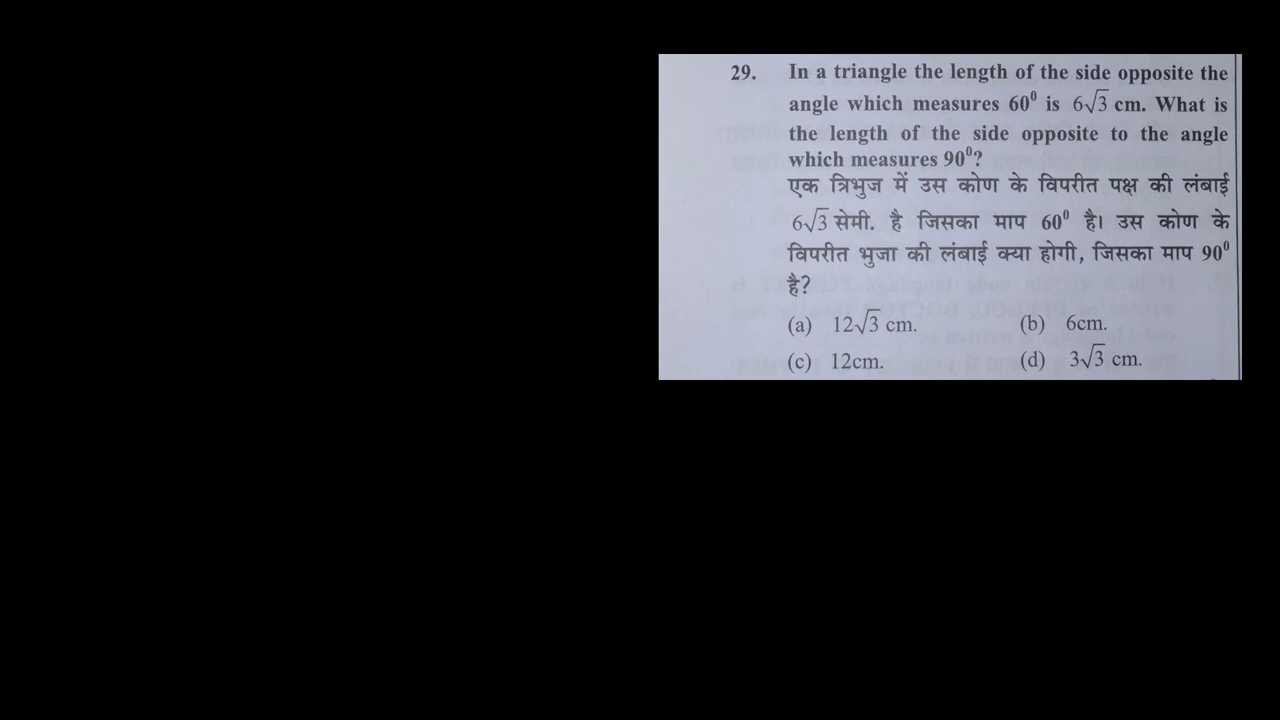 29. In a triangle the length of the side opposite the
angle which measures 60⁰ is 6√3 cm. What is
the length of the side opposite to the angle
which measures 90⁰?
एक त्रिभुज में उस कोण के विपरीत पक्ष की लंबाई
6√3 सेमी. है जिसका माप 60⁰ है। उस कोण के
विपरीत भुजा की लंबाई क्या होगी, जिसका माप 90⁰
है?
(a) 12√3 cm. (b) 6cm.
(c) 12cm. (d) 3√3 cm.